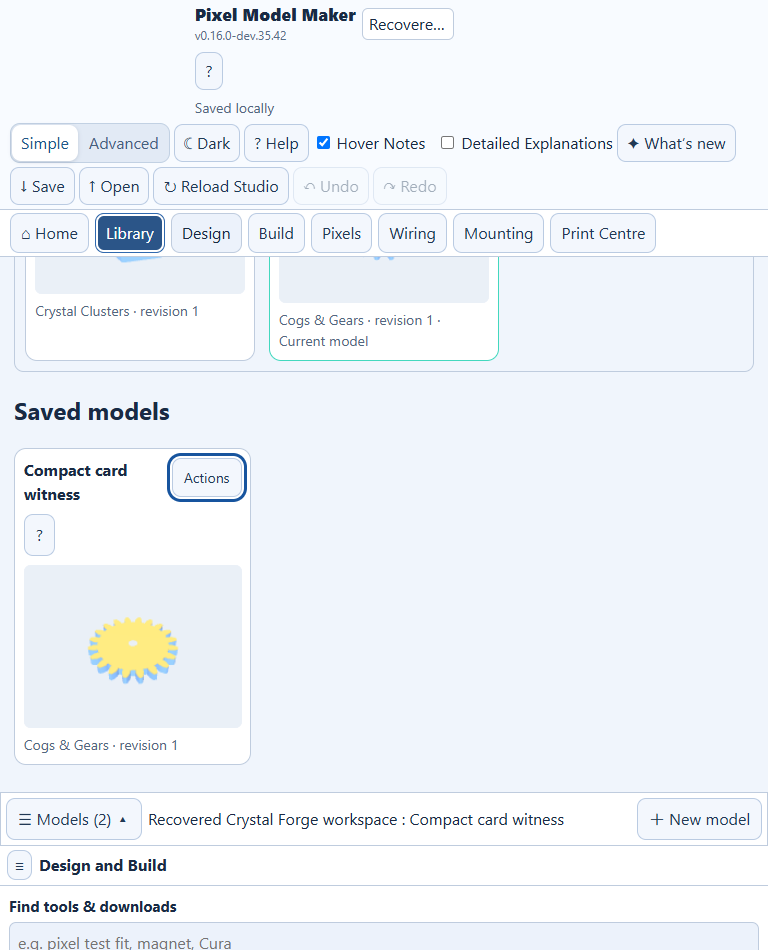 Pixel Model Maker
v0.16.0-dev.35.42
Recovere...
?
Saved locally
Simple Advanced ☾ Dark ? Help Hover Notes Detailed Explanations ✦ What's new
↓ Save ↑ Open ↻ Reload Studio ↶ Undo ↷ Redo
⌂ Home Library Design Build Pixels Wiring Mounting Print Centre
Crystal Clusters · revision 1
Cogs & Gears · revision 1 ·
Current model
Saved models
Compact card
witness
Actions
?
Cogs & Gears · revision 1
☰ Models (2) ▲ Recovered Crystal Forge workspace : Compact card witness + New model
≡ Design and Build
Find tools & downloads
e.g. pixel test fit, magnet, Cura